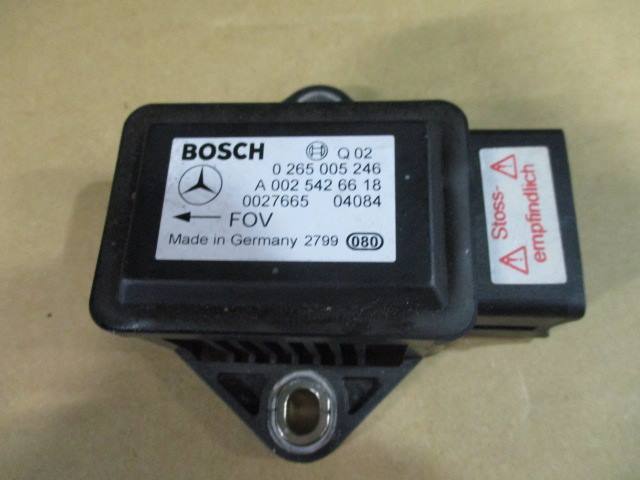 BOSCH Q 02
0 265 005 246
A 002 542 66 18
0027665 04084
← FOV
Made in Germany 2799 080
Stoss-
empfindlich